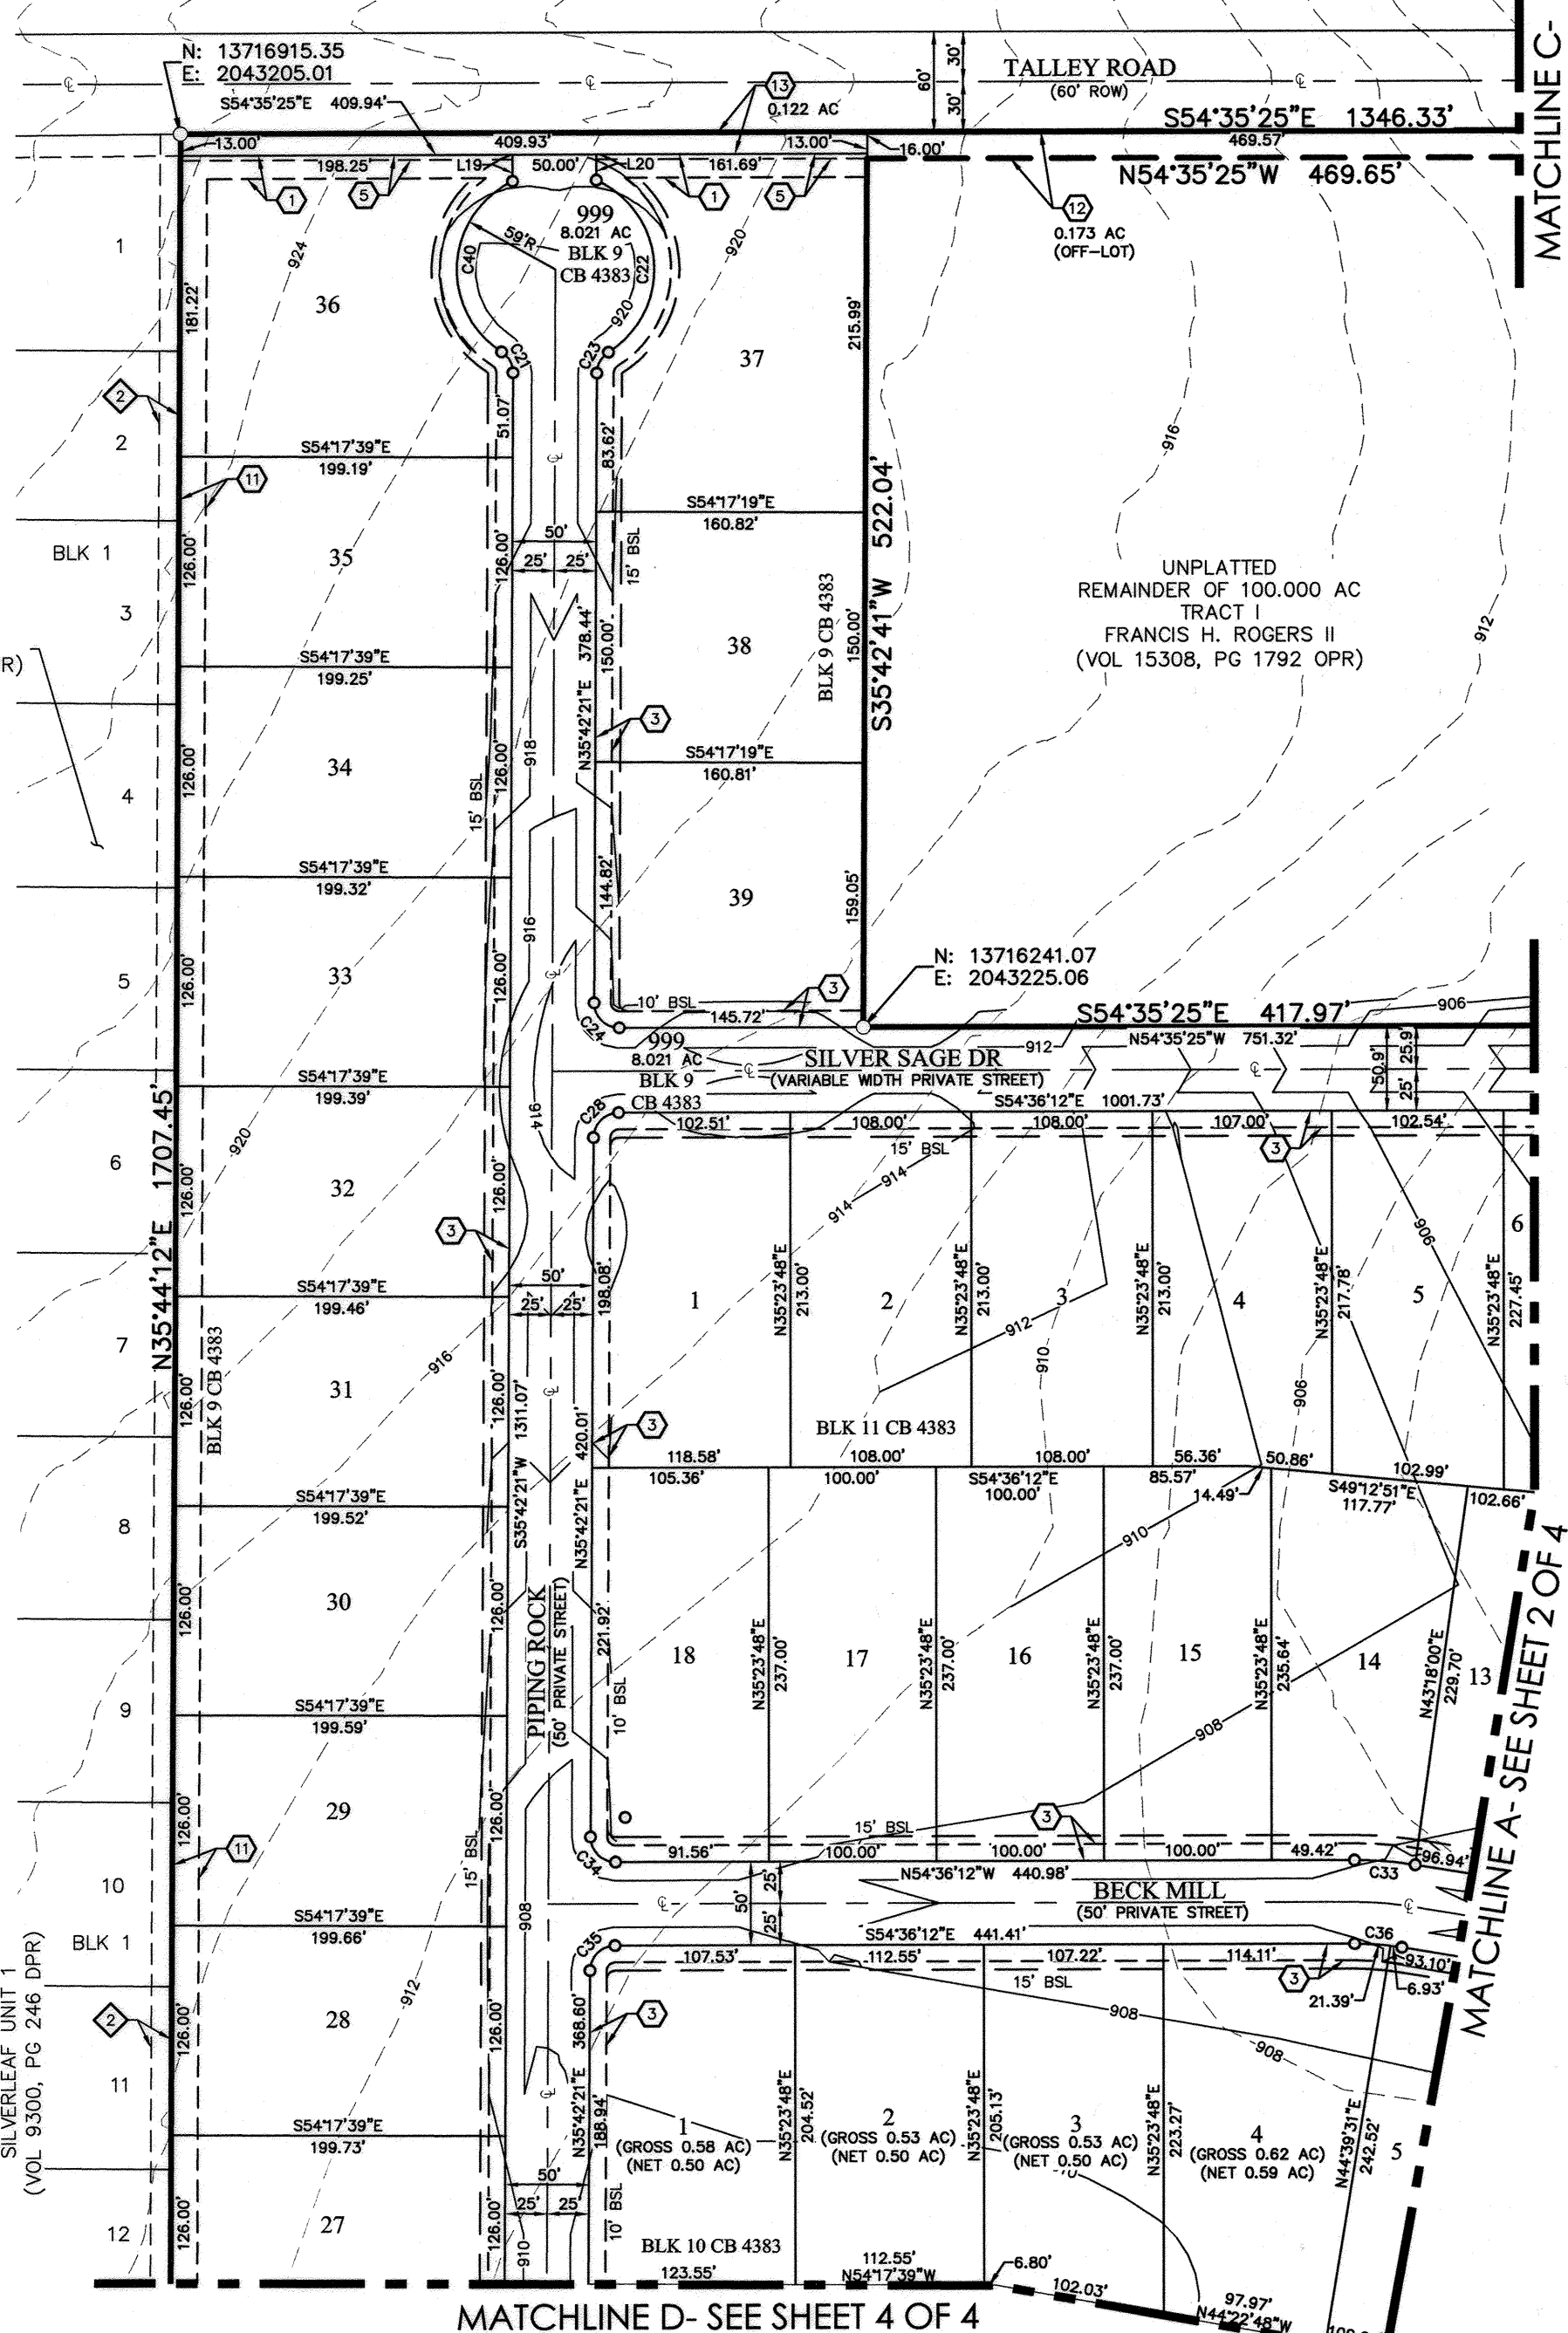 N: 13716915.35
E: 2043205.01
S54°35'25"E 409.94'
13
0.122 AC
60'
30'
30'
TALLEY ROAD
(60' ROW)
S54°35'25"E 1346.33'
469.57'
MATCHLINE C-
13.00'
409.93'
13.00'
16.00'
198.25'
L19
50.00'
L20
161.69'
N54°35'25"W 469.65'
1
5
1
5
12
0.173 AC
(OFF-LOT)
999
8.021 AC
BLK 9
CB 4383
59'R
C40
C22
920
920
924
1
36
181.22'
37
215.99'
C21
C23
2
2
51.07'
83.62'
916
S54°17'39"E
199.19'
11
S54°17'19"E
160.82'
S35°42'41"W 522.04'
BLK 1
126.00'
35
126.00'
50'
25'
25'
15' BSL
UNPLATTED
REMAINDER OF 100.000 AC
TRACT I
FRANCIS H. ROGERS II
(VOL 15308, PG 1792 OPR)
912
3
R)
378.44'
N35°42'21"E
150.00'
38
BLK 9 CB 4383
150.00'
S54°17'39"E
199.25'
3
4
126.00'
34
126.00'
15' BSL
918
S54°17'19"E
160.81'
S54°17'39"E
199.32'
916
144.82'
39
159.05'
5
126.00'
33
126.00'
N: 13716241.07
E: 2043225.06
3
10' BSL
145.72'
S54°35'25"E 417.97'
906
C24
999
8.021 AC
BLK 9
CB 4383
SILVER SAGE DR
(VARIABLE WIDTH PRIVATE STREET)
912
N54°35'25"W 751.32'
50.9'
25.9'
25'
S54°17'39"E
199.39'
914
C28
S54°36'12"E 1001.73'
102.51'
108.00'
108.00'
107.00'
102.54'
15' BSL
3
920
6
126.00'
32
126.00'
3
914
914
906
6
N35°44'12"E 1707.45'
S54°17'39"E
199.46'
50'
25'
25'
198.08'
1
N35°23'48"E
213.00'
2
N35°23'48"E
213.00'
3
N35°23'48"E
213.00'
4
N35°23'48"E
217.78'
5
N35°23'48"E
227.45'
912
910
906
7
916
BLK 9 CB 4383
126.00'
31
126.00'
S35°42'21"W 1311.07'
N35°42'21"E 420.01'
3
BLK 11 CB 4383
118.58'
108.00'
108.00'
56.36'
50.86'
102.99'
105.36'
100.00'
S54°36'12"E
100.00'
85.57'
14.49'
S49°12'51"E
117.77'
102.66'
S54°17'39"E
199.52'
8
910
126.00'
30
126.00'
PIPING ROCK
(50' PRIVATE STREET)
221.92'
10' BSL
18
N35°23'48"E
237.00'
17
N35°23'48"E
237.00'
16
N35°23'48"E
237.00'
15
N35°23'48"E
235.64'
14
N43°18'00"E
229.70'
13
MATCHLINE A- SEE SHEET 2 OF 4
9
S54°17'39"E
199.59'
908
126.00'
29
126.00'
15' BSL
11
15' BSL
3
C34
91.56'
100.00'
100.00'
100.00'
49.42'
C33
96.94'
N54°36'12"W 440.98'
10
BLK 1
S54°17'39"E
199.66'
908
50'
25'
25'
BECK MILL
(50' PRIVATE STREET)
S54°36'12"E 441.41'
C35
107.53'
112.55'
107.22'
114.11'
C36
93.10'
6.93'
21.39'
3
15' BSL
SILVERLEAF UNIT 1
(VOL 9300, PG 246 DPR)
912
2
126.00'
28
126.00'
368.60'
N35°42'21"E
3
908
908
11
188.94'
1
(GROSS 0.58 AC)
(NET 0.50 AC)
N35°23'48"E
204.52'
2
(GROSS 0.53 AC)
(NET 0.50 AC)
N35°23'48"E
205.13'
3
(GROSS 0.53 AC)
(NET 0.50 AC)
N35°23'48"E
223.27'
4
(GROSS 0.62 AC)
(NET 0.59 AC)
N44°39'31"E
242.52'
5
S54°17'39"E
199.73'
50'
25'
25'
10' BSL
12
126.00'
27
126.00'
910
BLK 10 CB 4383
123.55'
112.55'
N54°17'39"W
6.80'
102.03'
97.97'
N44°22'48"W
MATCHLINE D- SEE SHEET 4 OF 4